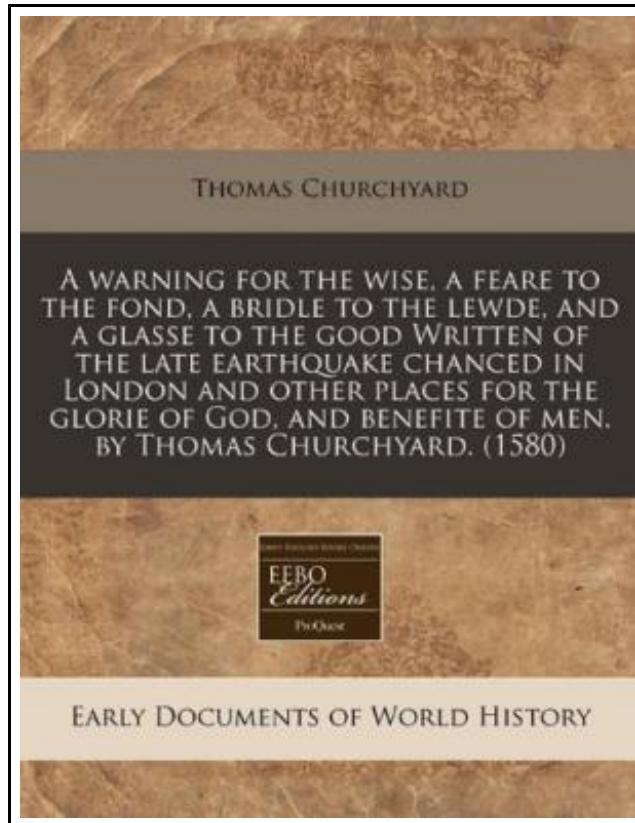 Thomas Churchyard
A warning for the wise, a feare to
the fond, a bridle to the lewde, and
a glasse to the good Written of
the late earthquake chanced in
London and other places for the
glorie of God, and benefite of men.
by Thomas Churchyard. (1580)
EEBO
Editions
ProQuest
Early Documents of World History